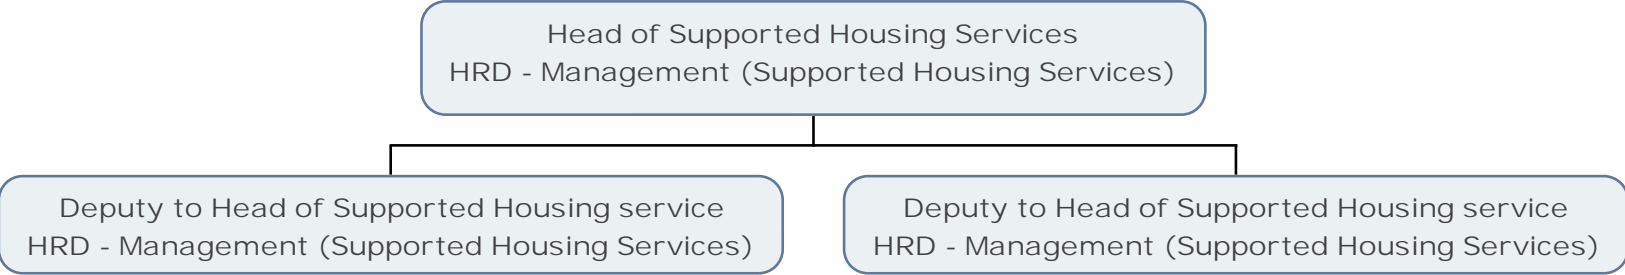 Head of Supported Housing Services
HRD - Management (Supported Housing Services)
Deputy to Head of Supported Housing service
HRD - Management (Supported Housing Services)
Deputy to Head of Supported Housing service
HRD - Management (Supported Housing Services)